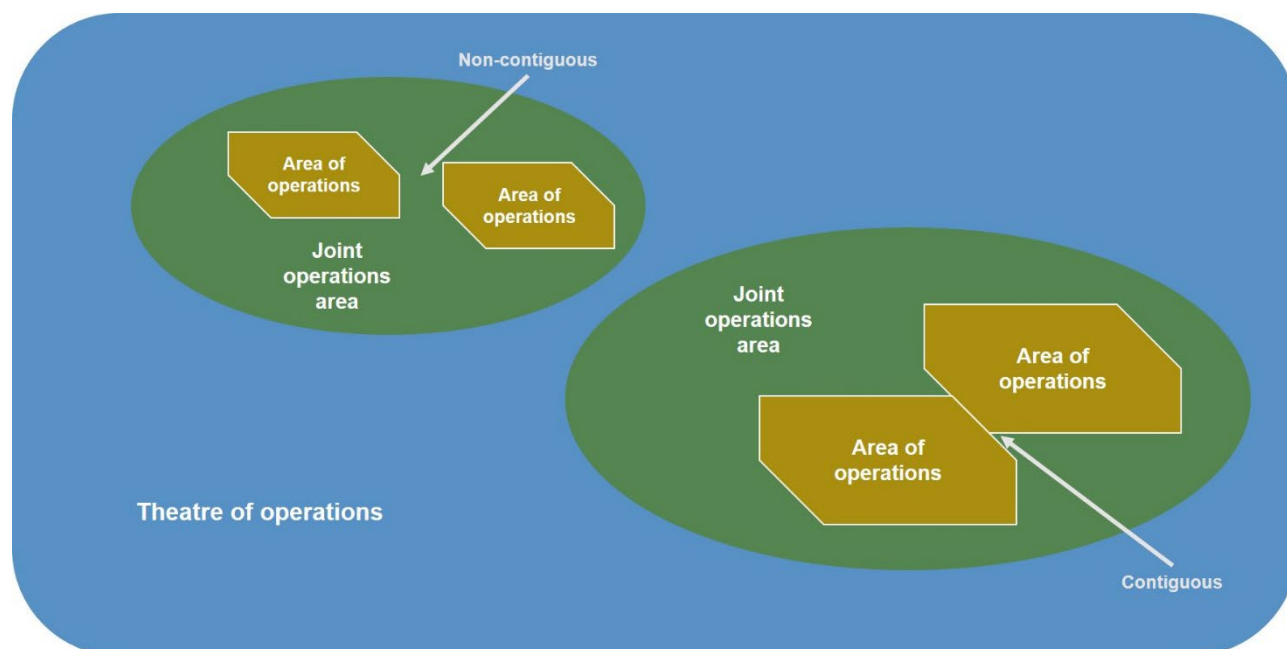 Non-contiguous
Area of
operations
Area of
operations
Joint
operations
area
Joint
operations
area
Area of
operations
Area of
operations
Theatre of operations
Contiguous